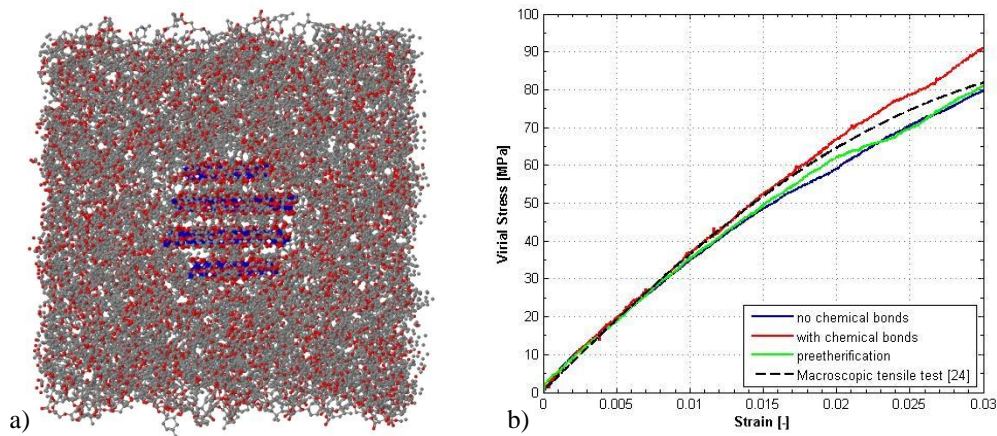 a)
100
90
80
70
60
50
40
30
20
10
0
Virial Stress [MPa]
no chemical bonds
with chemical bonds
preetherification
Macroscopic tensile test [24]
0
0.005
0.01
0.015
0.02
0.025
0.03
Strain [-]
b)